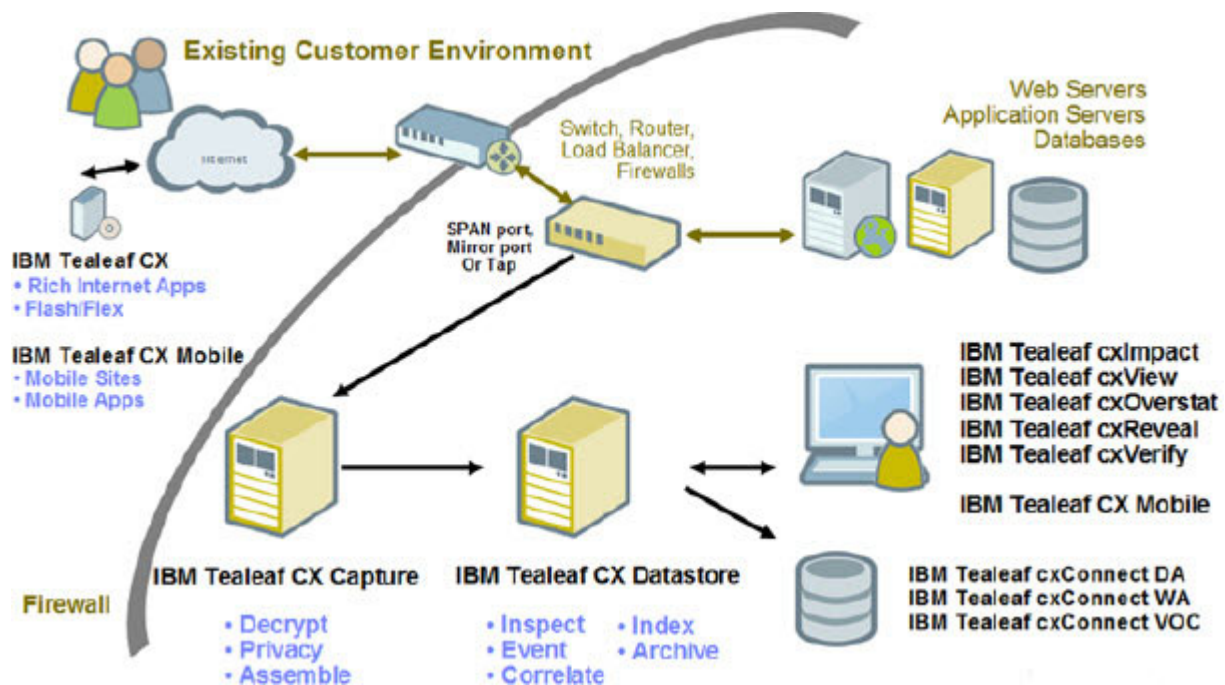 Existing Customer Environment
Internet
Switch, Router,
Load Balancer,
Firewalls
Web Servers
Application Servers
Databases
SPAN port,
Mirror port
Or Tap
IBM Tealeaf CX
• Rich Internet Apps
• Flash/Flex
IBM Tealeaf CX Mobile
• Mobile Sites
• Mobile Apps
IBM Tealeaf cxImpact
IBM Tealeaf cxView
IBM Tealeaf cxOverstat
IBM Tealeaf cxReveal
IBM Tealeaf cxVerify
IBM Tealeaf CX Mobile
IBM Tealeaf CX Capture
• Decrypt
• Privacy
• Assemble
IBM Tealeaf CX Datastore
• Inspect
• Event
• Correlate
• Index
• Archive
IBM Tealeaf cxConnect DA
IBM Tealeaf cxConnect WA
IBM Tealeaf cxConnect VOC
Firewall